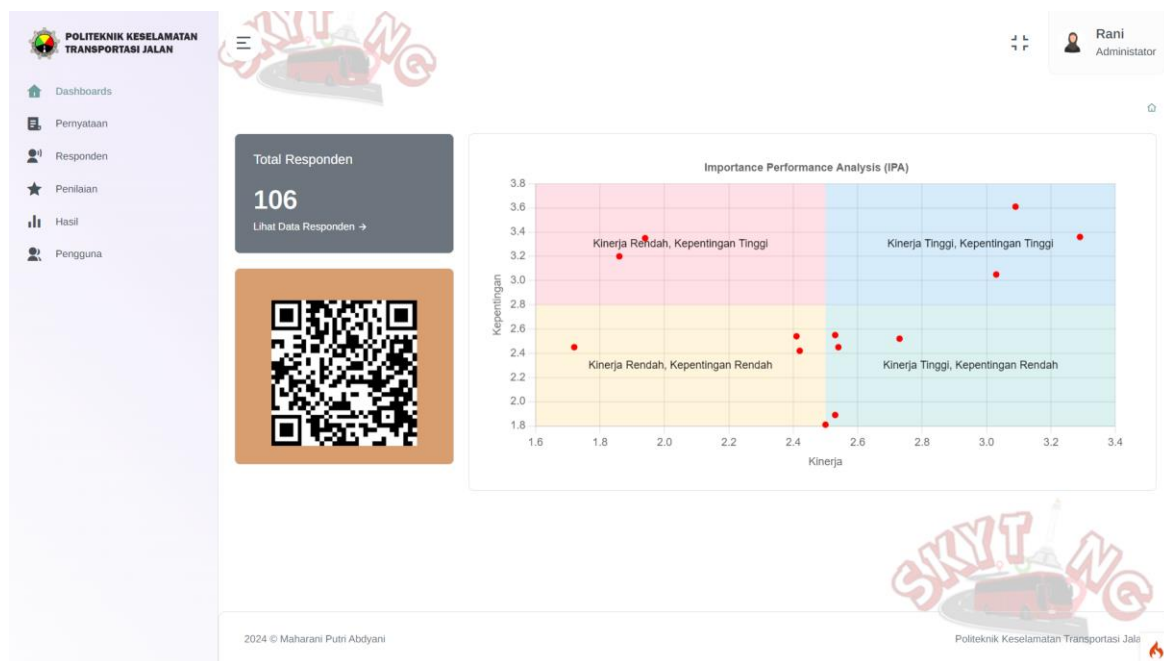 POLITEKNIK KESELAMATAN
TRANSPORTASI JALAN
Dashboards
Pernyataan
Responden
Penilaian
Hasil
Pengguna
SKYT NG
Rani
Administator
Total Responden
106
Lihat Data Responden →
Importance Performance Analysis (IPA)
Kepentingan
3.8
3.6
3.4
3.2
3.0
2.8
2.6
2.4
2.2
2.0
1.8
Kinerja Rendah, Kepentingan Tinggi
Kinerja Tinggi, Kepentingan Tinggi
Kinerja Rendah, Kepentingan Rendah
Kinerja Tinggi, Kepentingan Rendah
1.6 1.8 2.0 2.2 2.4 2.6 2.8 3.0 3.2 3.4
Kinerja
SKYT NG
2024 © Maharani Putri Abdyani
Politeknik Keselamatan Transportasi Jala